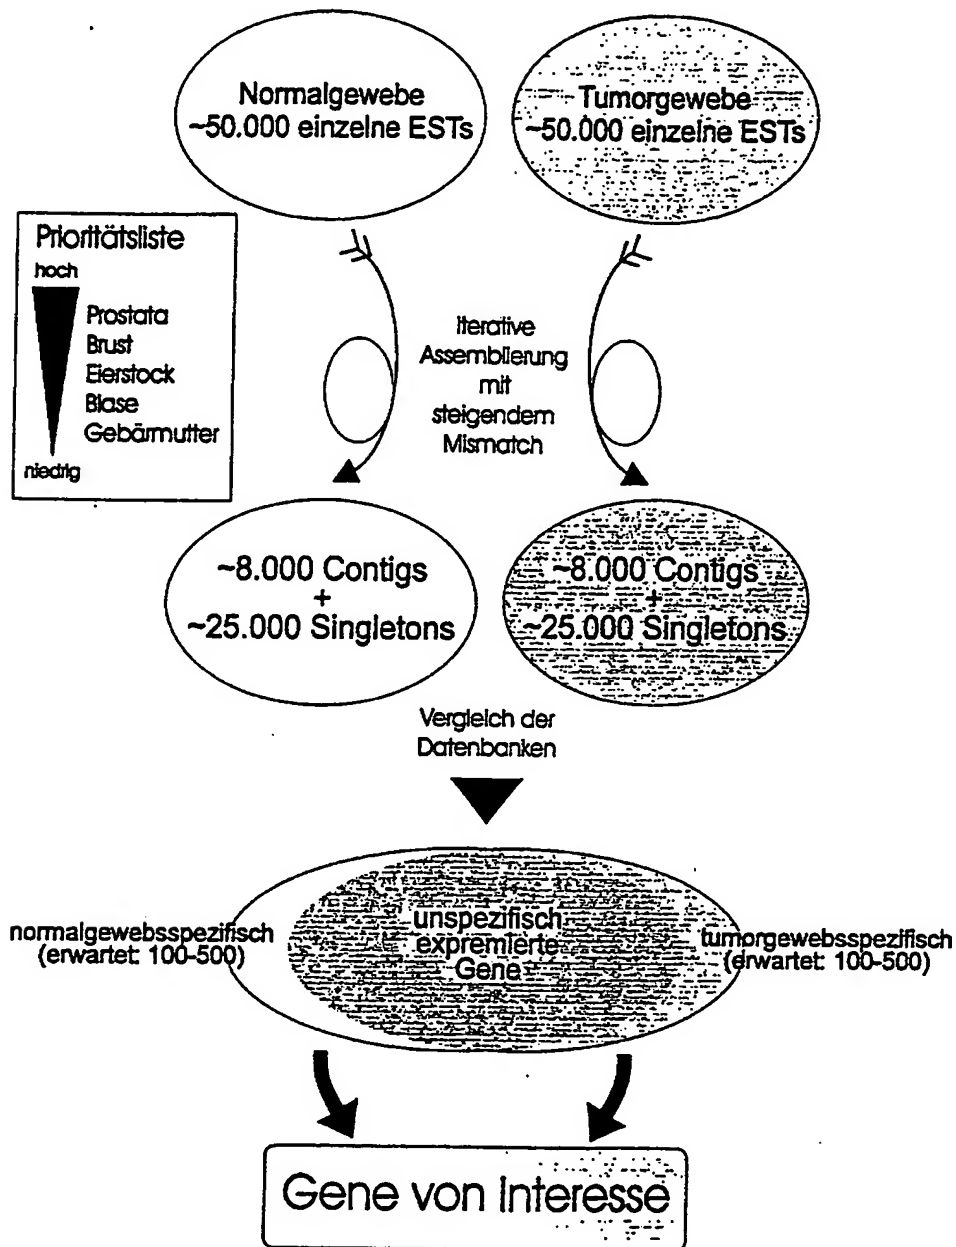 Normalgewebe
~50.000 einzelne ESTs
Tumorgewebe
~50.000 einzelne ESTs
Prioritätsliste
hoch
Prostata
Brust
Eierstock
Blase
Gebärmutter
niedrig
Iterative
Assemblierung
mit
steigendem
Mismatch
~8.000 Contigs
+
~25.000 Singletons
~8.000 Contigs
+
~25.000 Singletons
Vergleich der
Datenbanken
normalgewebsspezifisch
(erwartet: 100-500)
unspezifisch
expremierte
Gene
tumorgewebsspezifisch
(erwartet: 100-500)
Gene von Interesse